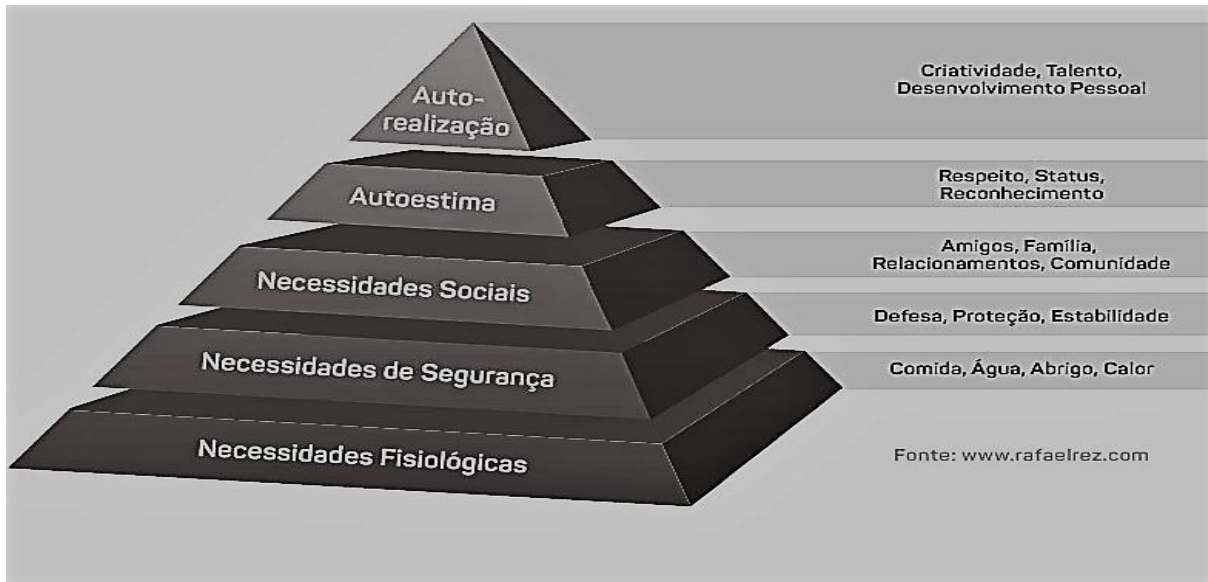 Auto-
realização
Criatividade, Talento,
Desenvolvimento Pessoal
Autoestima
Respeito, Status,
Reconhecimento
Necessidades Sociais
Amigos, Família,
Relacionamentos, Comunidade
Necessidades de Segurança
Defesa, Proteção, Estabilidade
Necessidades Fisiológicas
Comida, Água, Abrigo, Calor
Fonte: www.rafaelrez.com